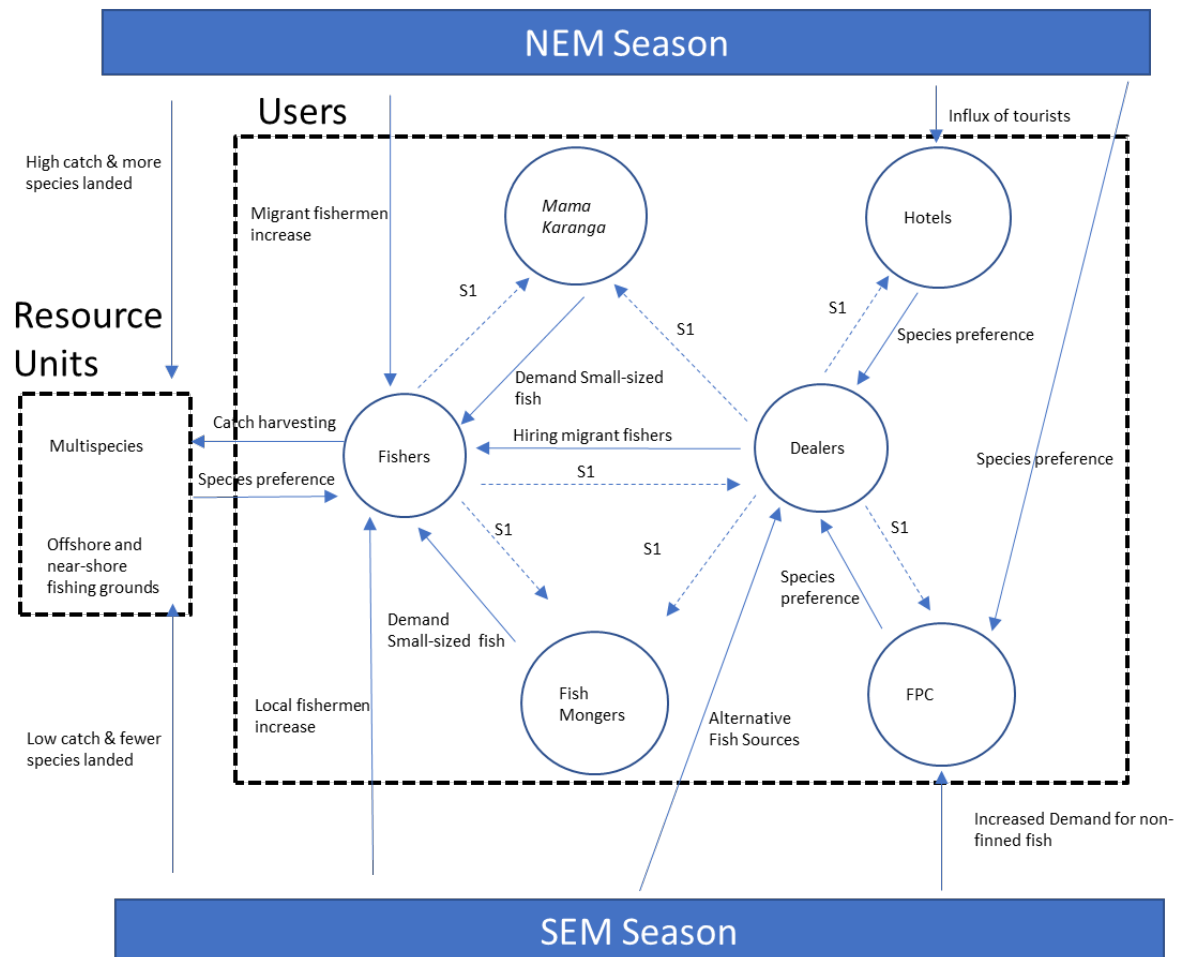 NEM Season
Users
Influx of tourists
High catch & more
species landed
Migrant fishermen
increase
Mama
Karanga
Hotels
S1
S1
S1
Species preference
Resource
Units
Demand Small-sized
fish
Catch harvesting
Hiring migrant fishers
Multispecies
Fishers
Dealers
Species preference
Species preference
S1
S1
S1
S1
Offshore and
near-shore
fishing grounds
Species
preference
Demand
Small-sized fish
Local fishermen
increase
Fish
Mongers
FPC
Alternative
Fish Sources
Low catch & fewer
species landed
Increased Demand for non-
finned fish
SEM Season